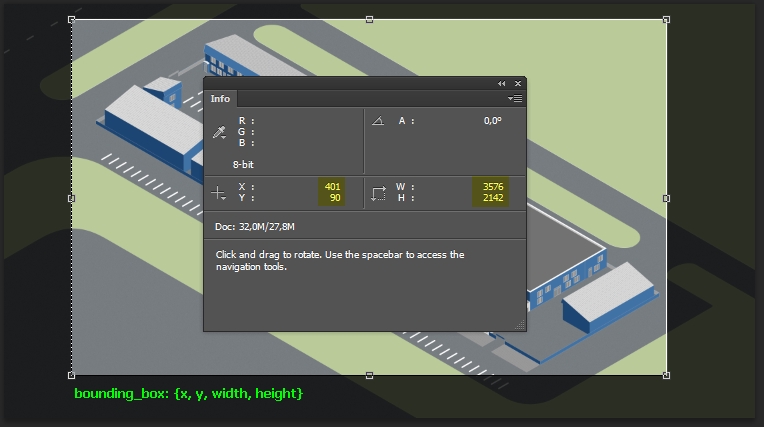 Info
R :
G :
B :
8-bit
A : 0,0°
X : 401
Y : 90
W : 3576
H : 2142
Doc: 32,0M/27,8M
Click and drag to rotate. Use the spacebar to access the
navigation tools.
bounding_box: {x, y, width, height}